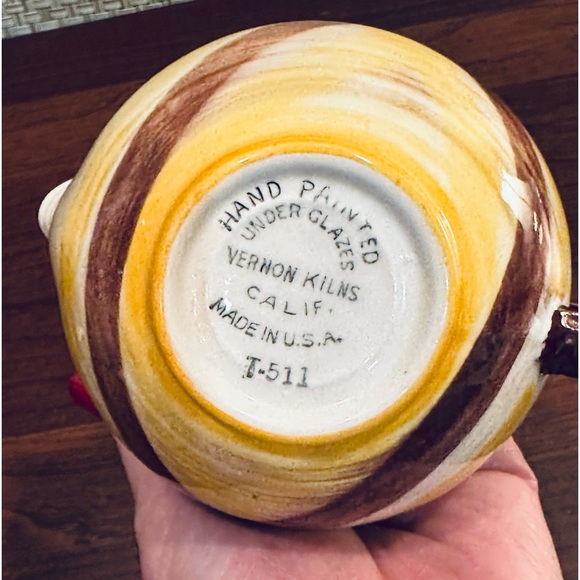 HAND PAINTED
UNDER GLAZES
VERNON KILNS
CALIF.
MADE IN U.S.A.
T-511